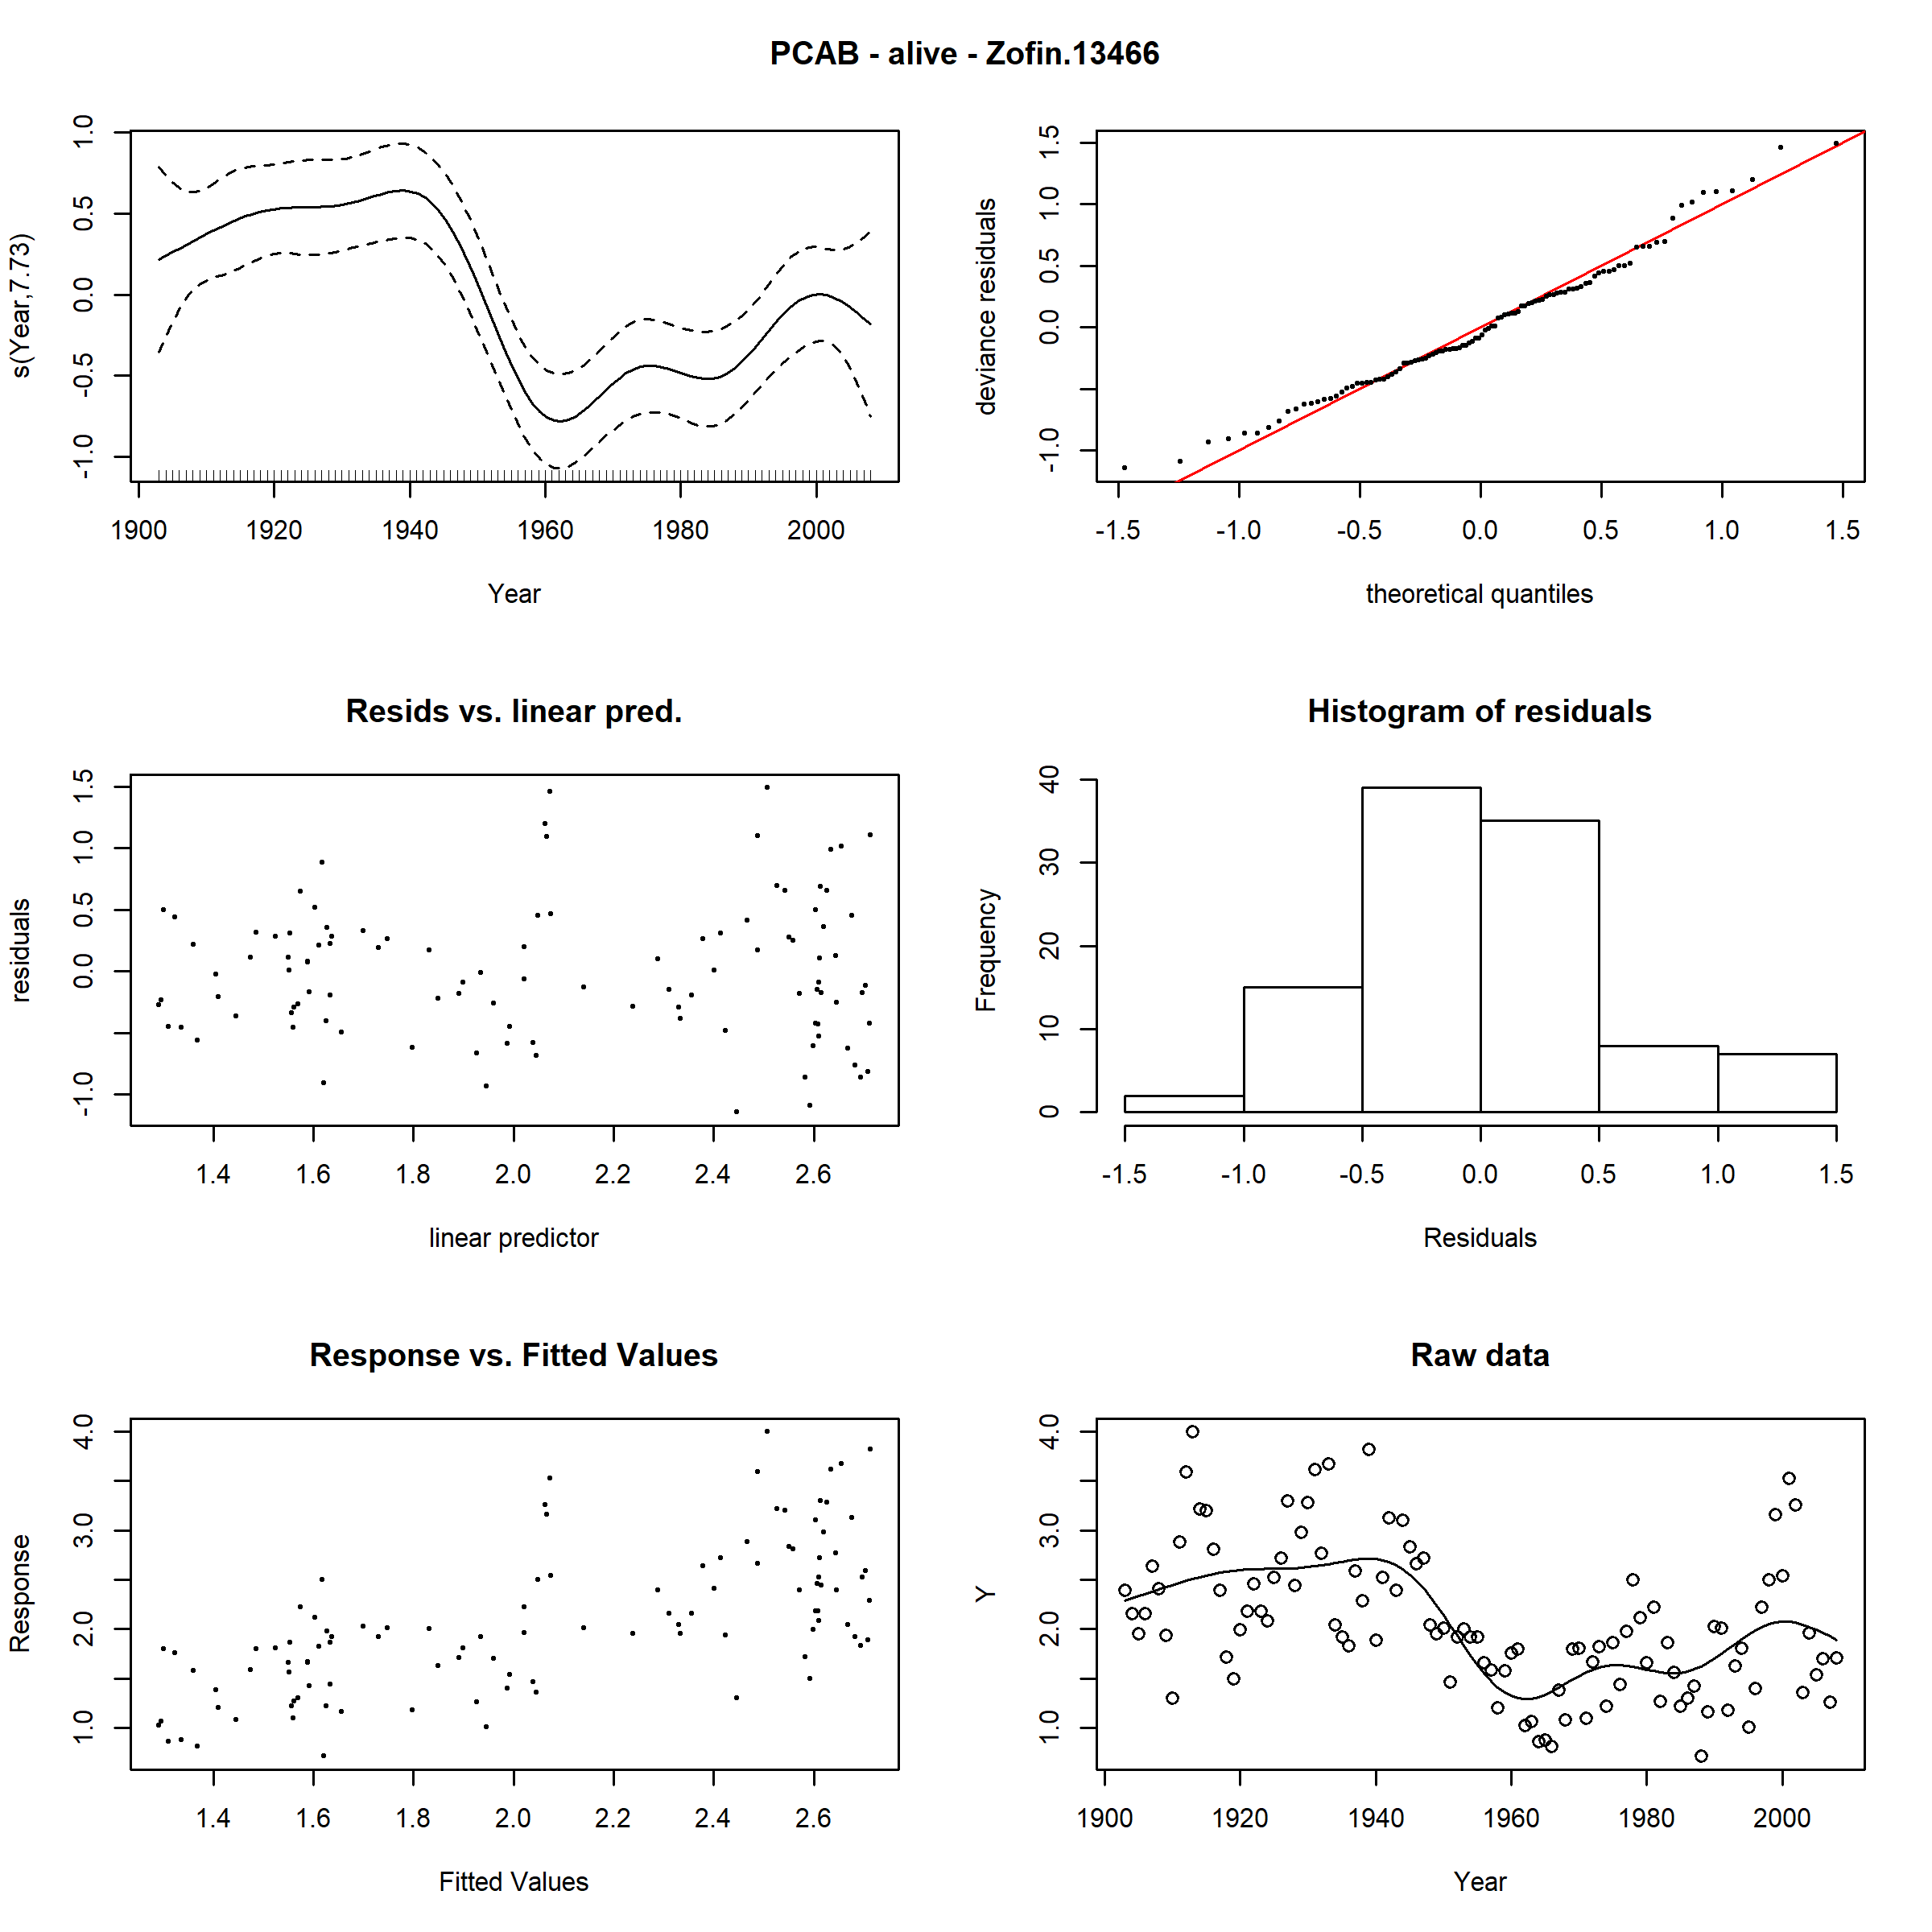 PCAB - alive - Zofin.13466
s(Year,7.73)
-1.0 -0.5 0.0 0.5 1.0
1900 1920 1940 1960 1980 2000
Year
deviance residuals
-1.0 0.0 0.5 1.0 1.5
-1.5 -1.0 -0.5 0.0 0.5 1.0 1.5
theoretical quantiles
Resids vs. linear pred.
residuals
-1.0 0.0 0.5 1.0 1.5
1.4 1.6 1.8 2.0 2.2 2.4 2.6
linear predictor
Histogram of residuals
Frequency
0 10 20 30 40
-1.5 -1.0 -0.5 0.0 0.5 1.0 1.5
Residuals
Response vs. Fitted Values
Response
1.0 2.0 3.0 4.0
1.4 1.6 1.8 2.0 2.2 2.4 2.6
Fitted Values
Raw data
Y
1.0 2.0 3.0 4.0
1900 1920 1940 1960 1980 2000
Year